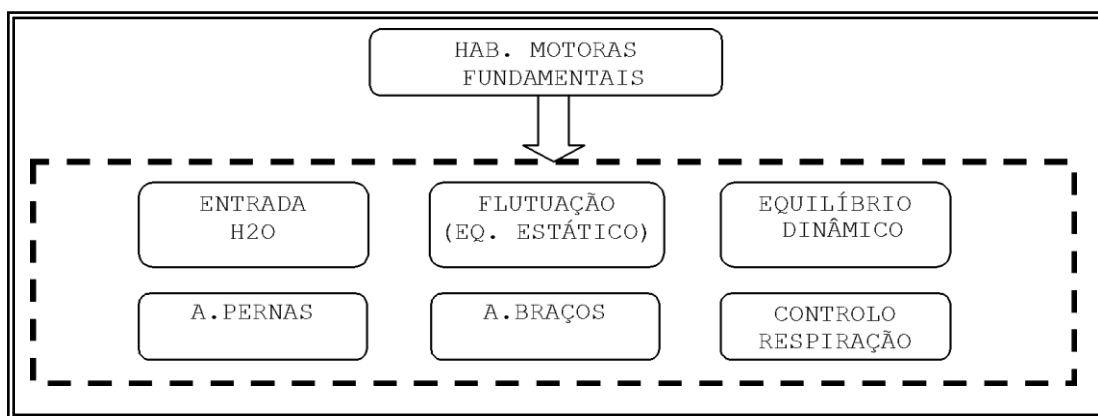 HAB. MOTORAS
FUNDAMENTAIS
ENTRADA
H2O
FLUTUAÇÃO
(EQ. ESTÁTICO)
EQUILÍBRIO
DINÂMICO
A.PERNAS
A.BRAÇOS
CONTROLO
RESPIRAÇÃO